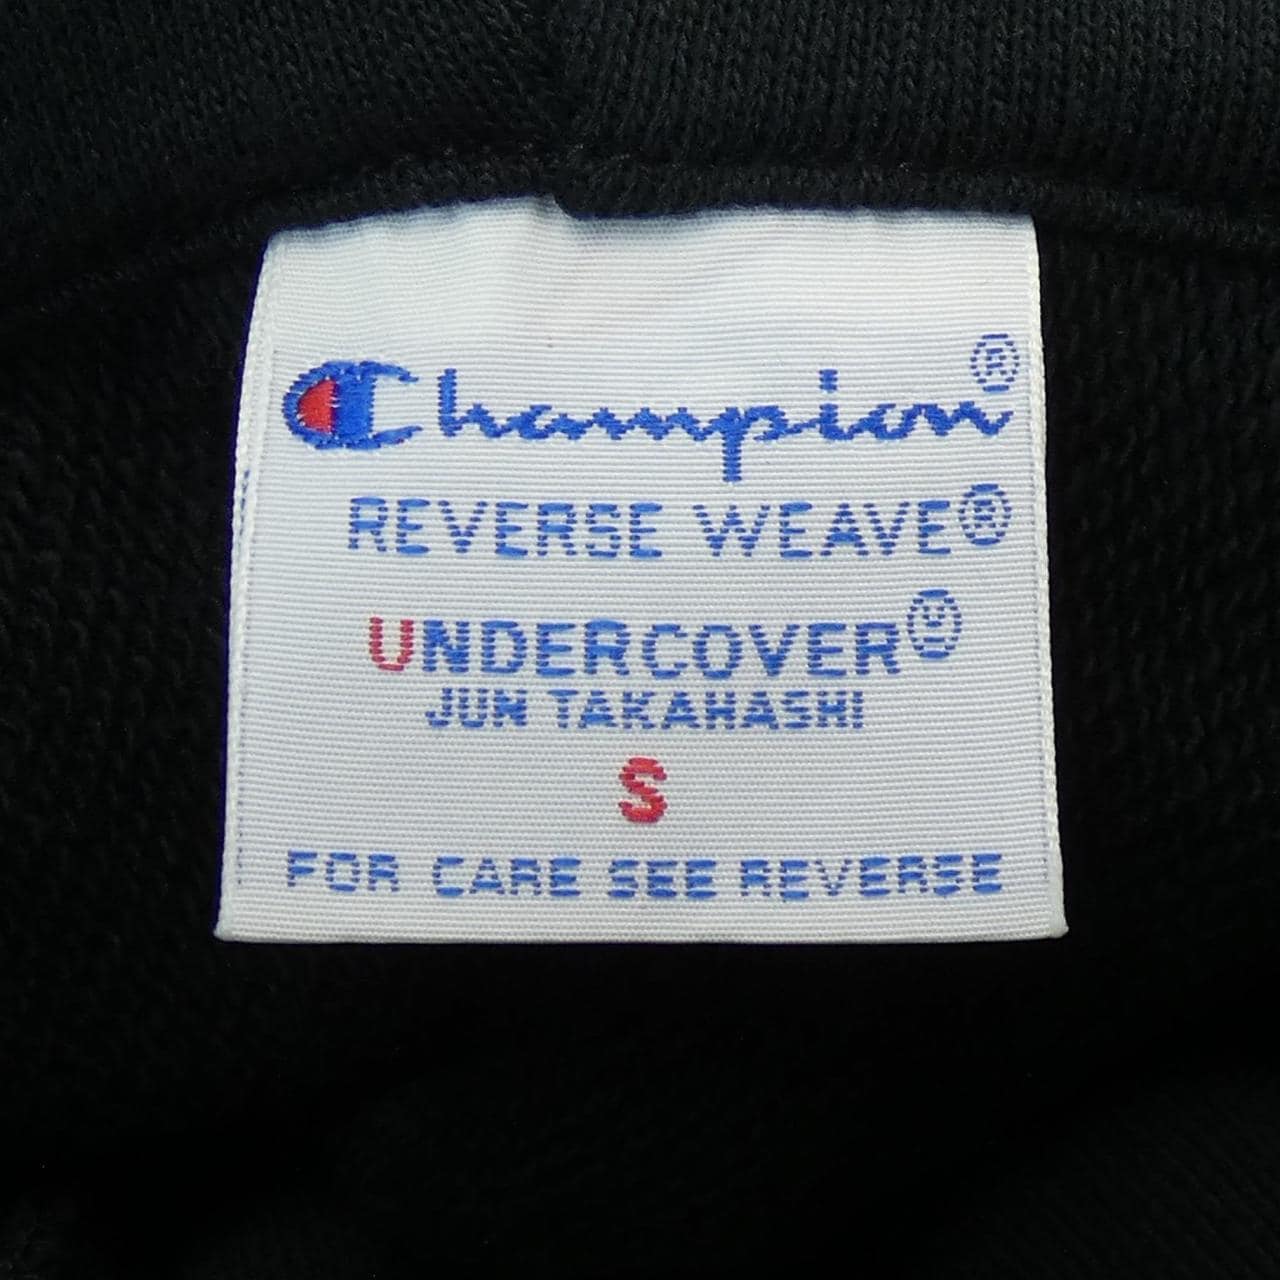 Champion®
REVERSE WEAVE®
UNDERCOVER
JUN TAKAHASHI
S
FOR CARE SEE REVERSE